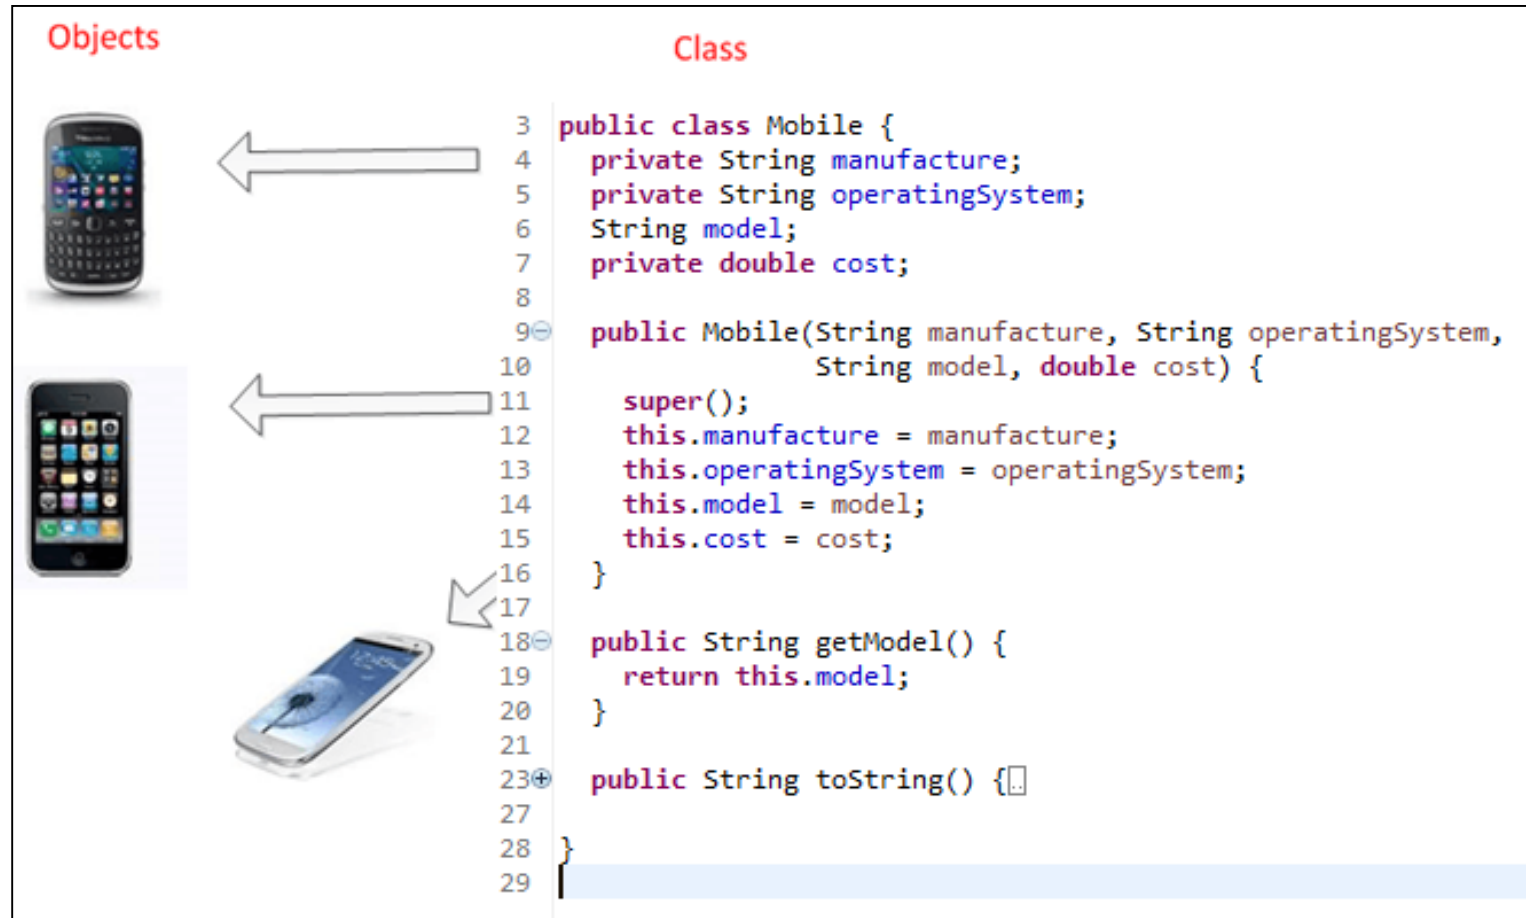 Objects
Class
3 public class Mobile {
4 private String manufacture;
5 private String operatingSystem;
6 String model;
7 private double cost;
8
9 public Mobile(String manufacture, String operatingSystem,
10 String model, double cost) {
11 super();
12 this.manufacture = manufacture;
13 this.operatingSystem = operatingSystem;
14 this.model = model;
15 this.cost = cost;
16 }
17
18 public String getModel() {
19 return this.model;
20 }
21
23 public String toString() {..
27
28 }
29